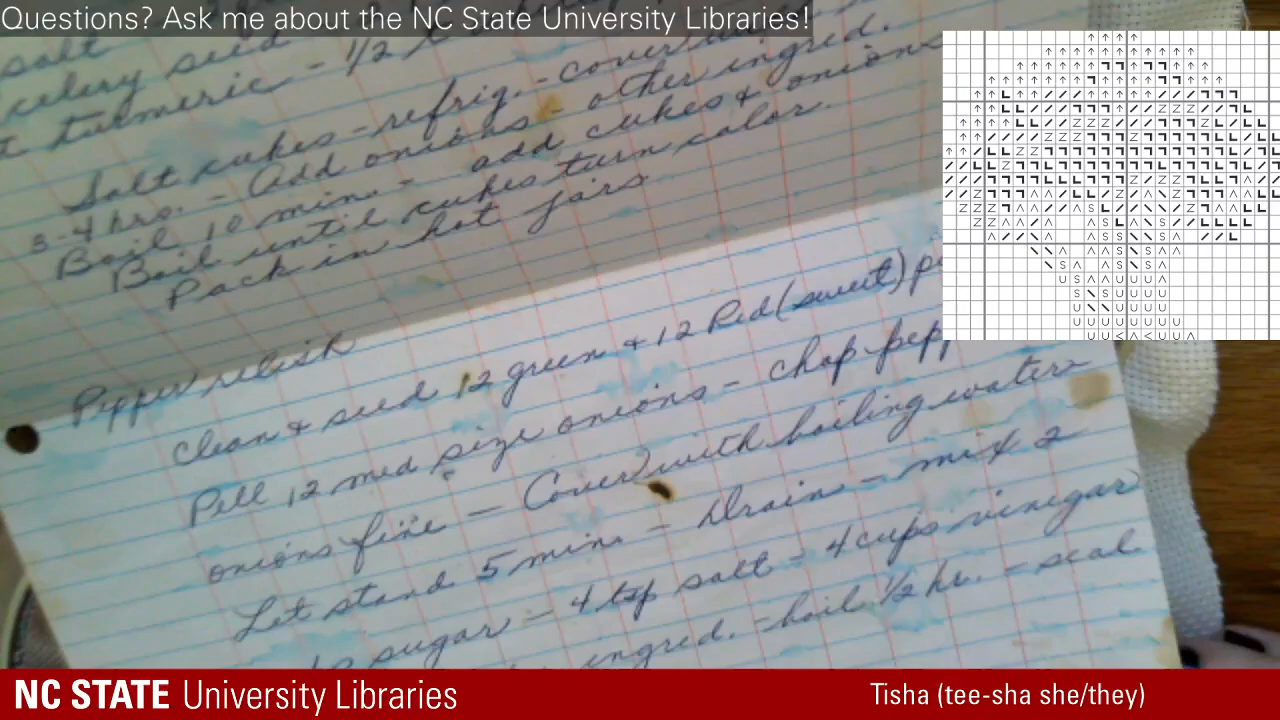 Questions? Ask me about the NC State University Libraries!
salt
celery seed
t turmeric - 1/2
Salt cukes - refrig. - cover
3-4 hrs. - Add onions - other ingred.
Boil 10 min. - add cukes & onions
Boil until cukes turn color.
Pack in hot jars
Pepper relish
Clean & seed 12 green & 12 Red (sweet)
Pell 12 med size onions - chop
onions fine - Cover with boiling water
Let stand 5 min. - Drain - mix 2
sugar - 4 tsp salt - 4 cups vinegar
ingred. - boil 1/2 hr. - seal
NC STATE University Libraries
Tisha (tee-sha she/they)